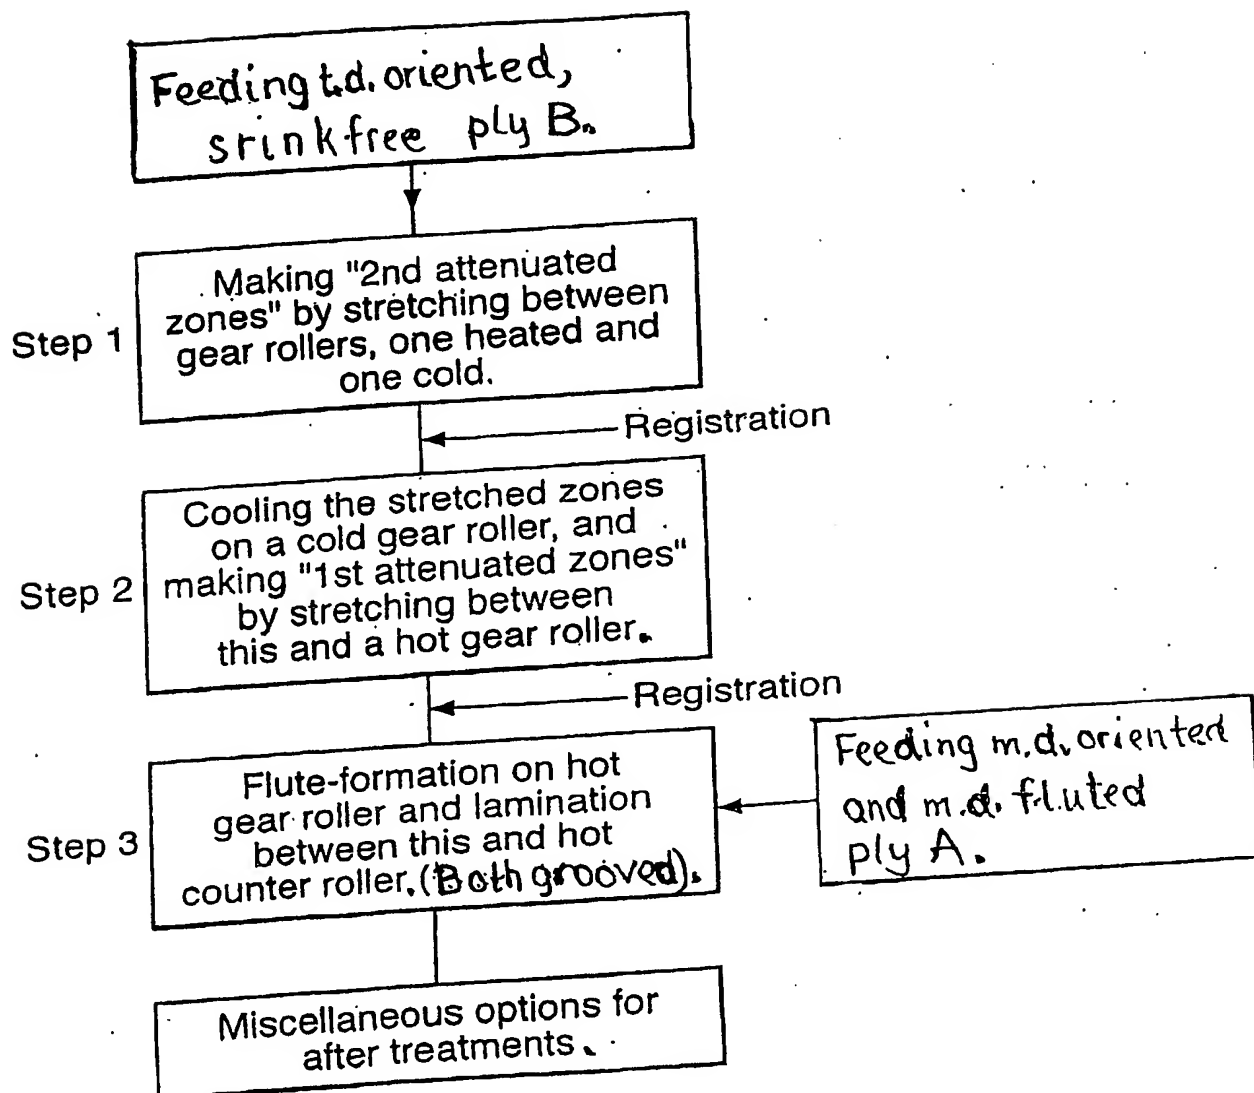 Feeding t.d. oriented,
srinkfree ply B.
Step 1
Making "2nd attenuated
zones" by stretching between
gear rollers, one heated and
one cold.
Registration
Step 2
Cooling the stretched zones
on a cold gear roller, and
making "1st attenuated zones"
by stretching between
this and a hot gear roller.
Registration
Step 3
Flute-formation on hot
gear roller and lamination
between this and hot
counter roller. (Both grooved).
Feeding m.d. oriented
and m.d. fluted
ply A.
Miscellaneous options for
after treatments.